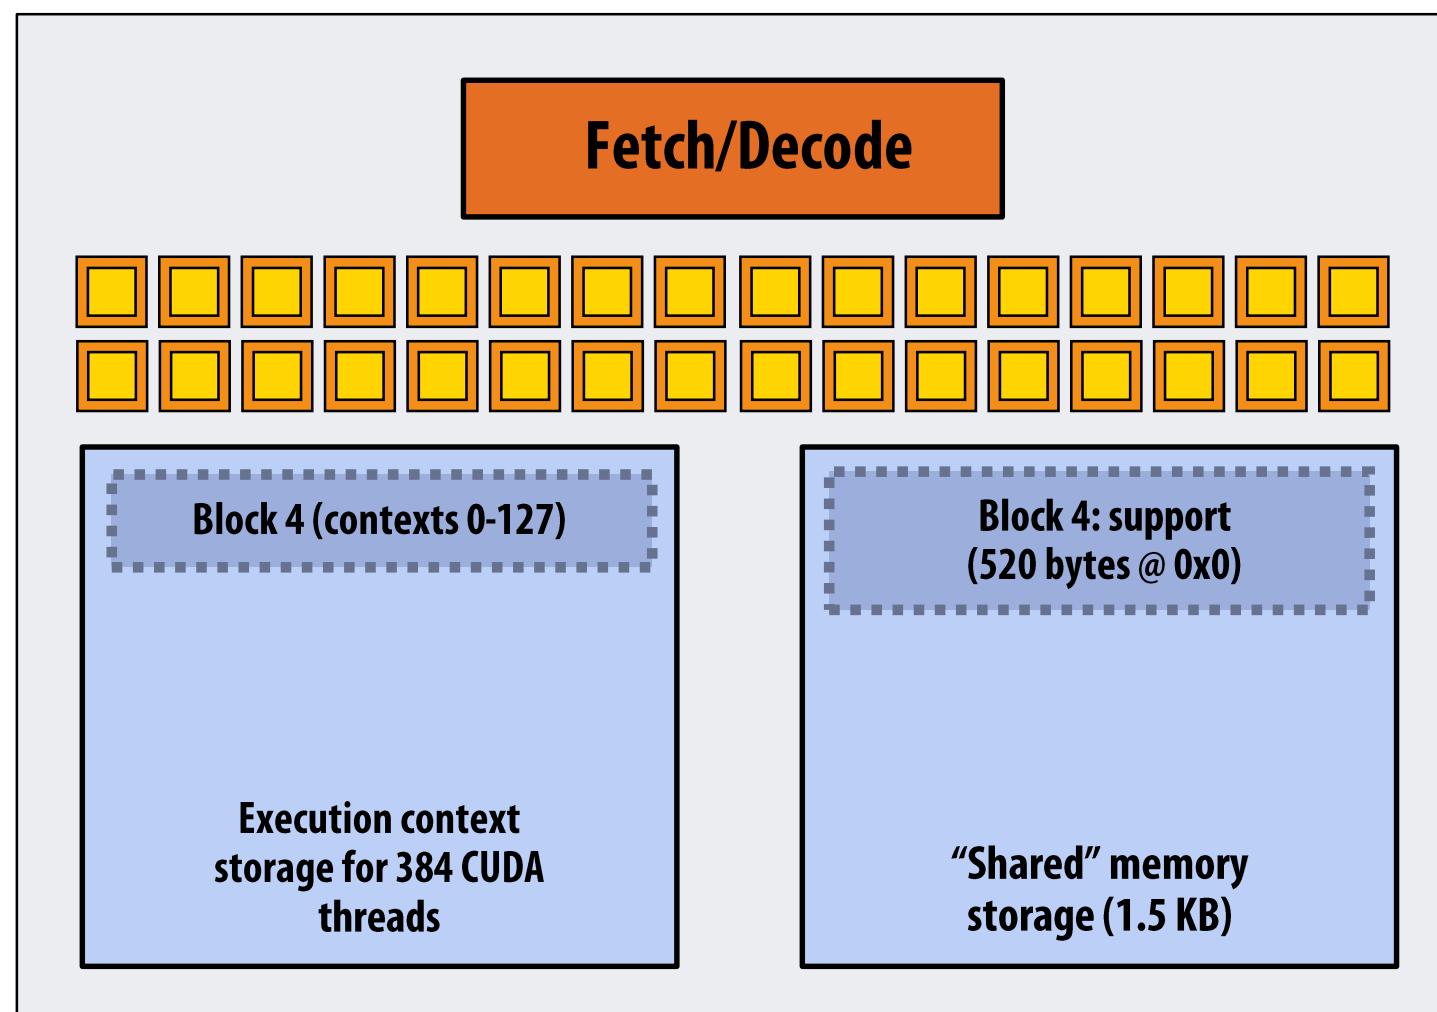 Fetch/Decode
Block 4 (contexts 0-127)
Execution context
storage for 384 CUDA
threads
Block 4: support
(520 bytes @ 0x0)
“Shared” memory
storage (1.5 KB)